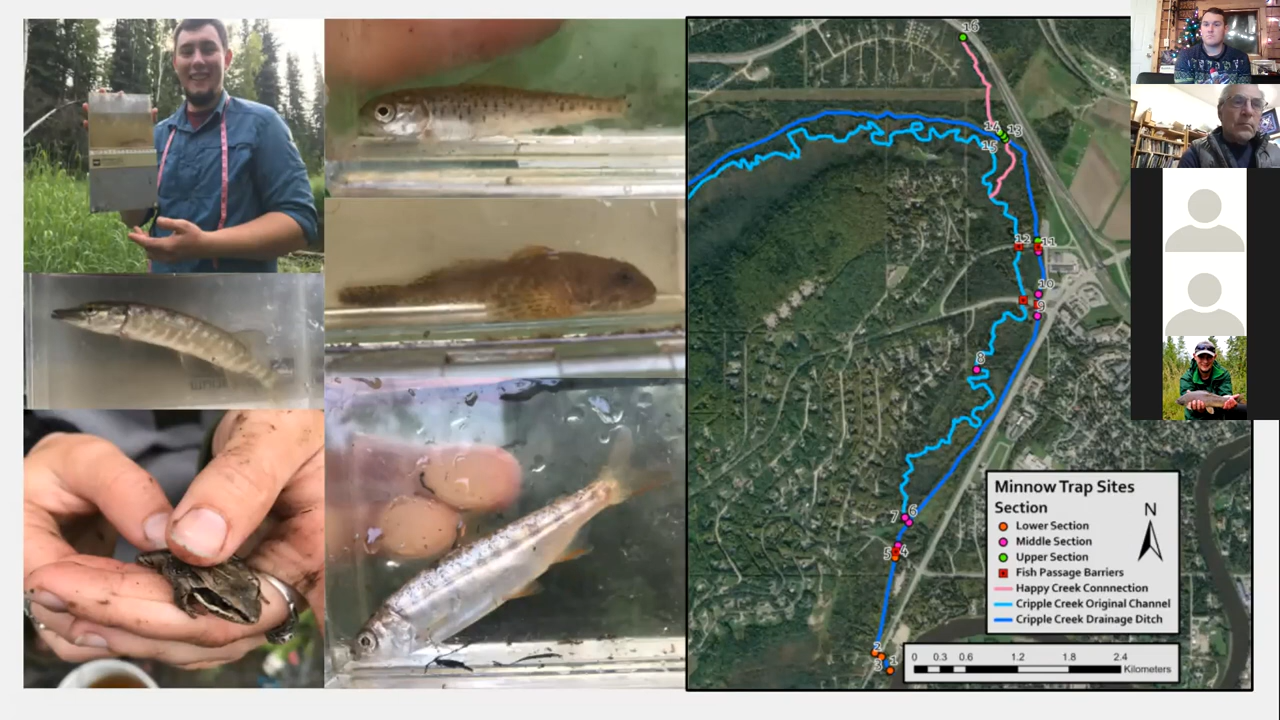 16
14
13
15
12
11
10
9
8
7
6
5
4
2
3
1
Minnow Trap Sites
Section
Lower Section
Middle Section
Upper Section
Fish Passage Barriers
Happy Creek Connnection
Cripple Creek Original Channel
Cripple Creek Drainage Ditch
N
0 0.3 0.6 1.2 1.8 2.4
Kilometers